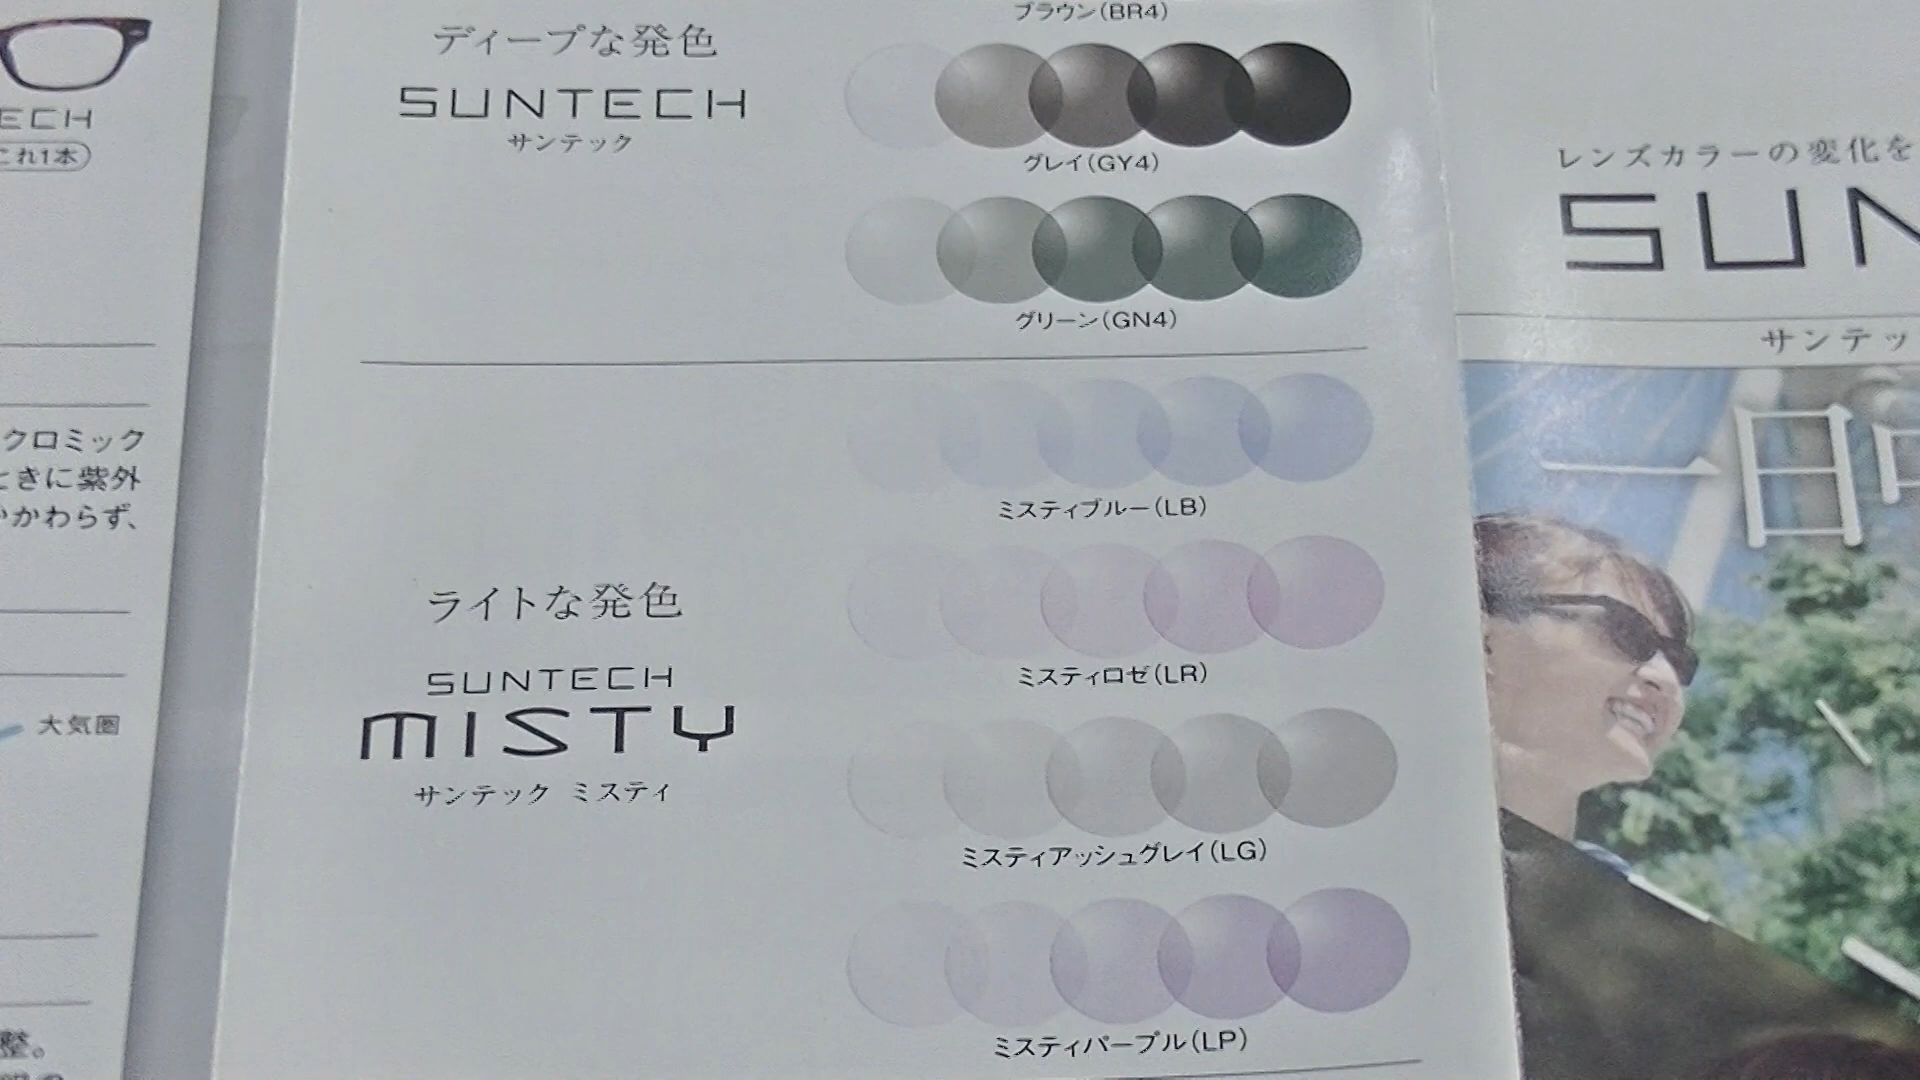 ECH
これ1本
クロミック
ときに紫外
かかわらず、
大気圏
整。
ディープな発色
SUNTECH
サンテック
ブラウン(BR4)
グレイ(GY4)
グリーン(GN4)
ライトな発色
SUNTECH
MISTY
サンテック ミスティ
ミスティブルー(LB)
ミスティロゼ(LR)
ミスティアッシュグレイ(LG)
ミスティパープル(LP)
レンズカラーの変化を
SUN
サンテッ
一日中